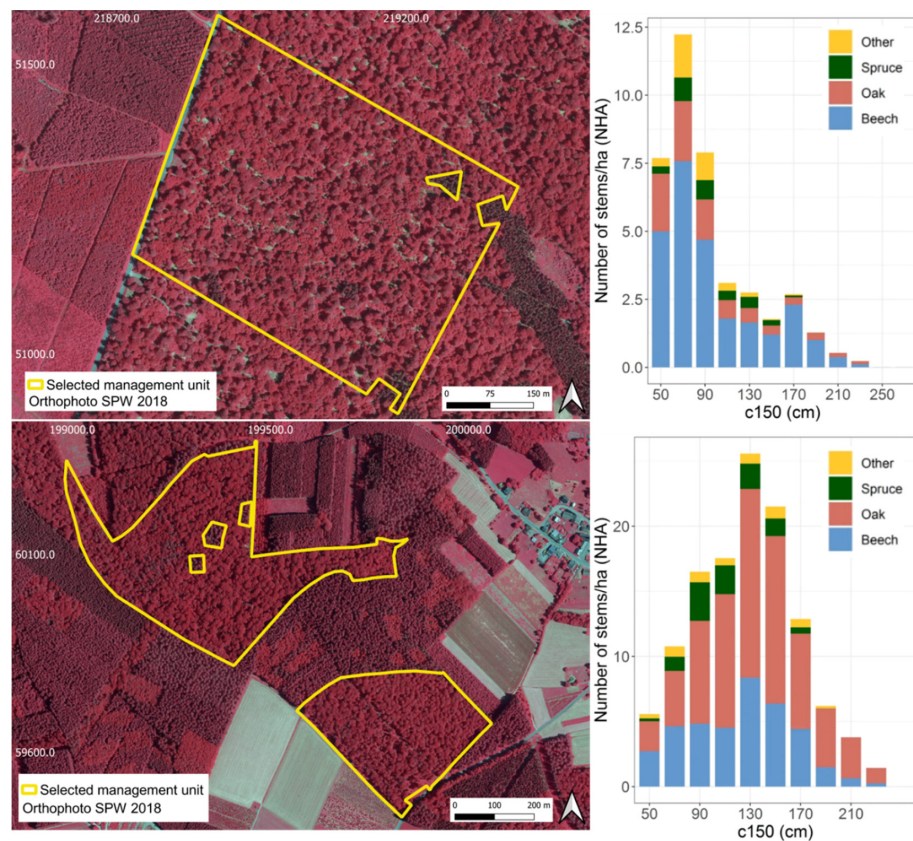 218700.0 219200.0
51500.0
51000.0
Selected management unit
Orthophoto SPW 2018
0 75 150 m
12.5
10.0
7.5
5.0
2.5
0.0
Number of stems/ha (NHA)
Other
Spruce
Oak
Beech
50 90 130 170 210 250
c150 (cm)
199000.0 199500.0 200000.0
60100.0
59600.0
Selected management unit
Orthophoto SPW 2018
0 100 200 m
20
10
0
Number of stems/ha (NHA)
Other
Spruce
Oak
Beech
50 90 130 170 210
c150 (cm)